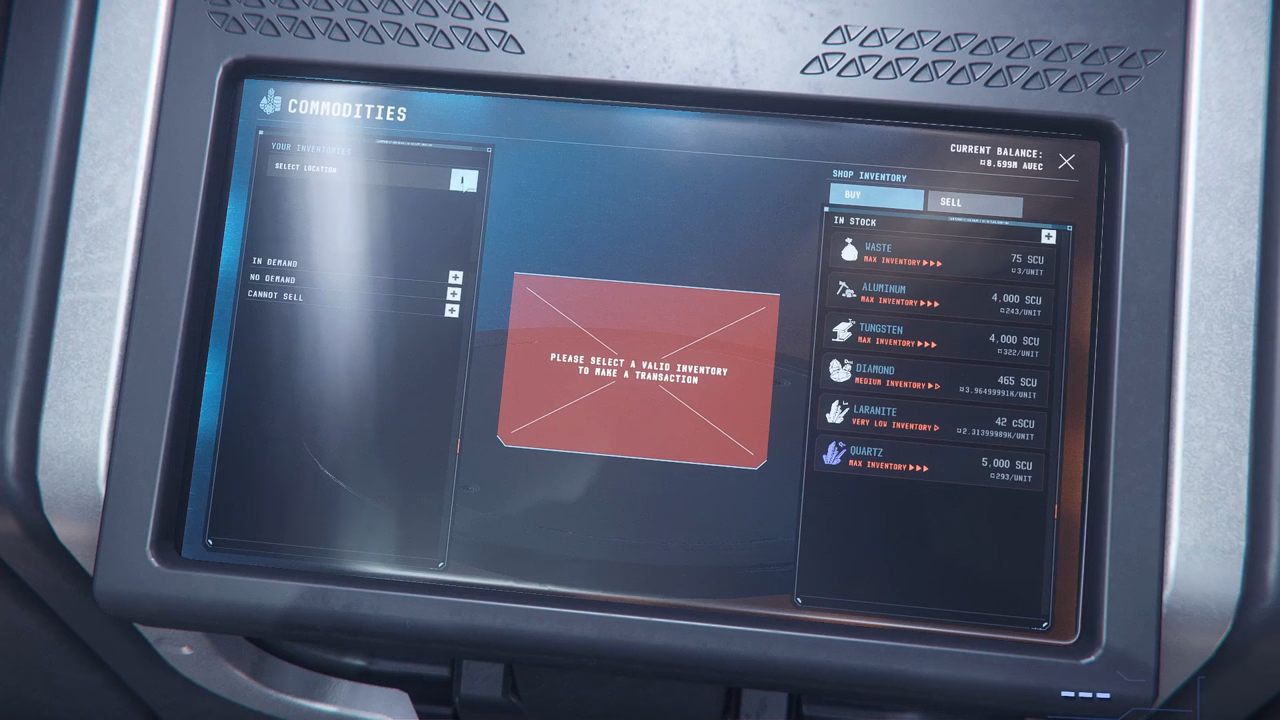 COMMODITIES
YOUR INVENTORIES
SELECT LOCATION
IN DEMAND
NO DEMAND
CANNOT SELL
PLEASE SELECT A VALID INVENTORY
TO MAKE A TRANSACTION
CURRENT BALANCE:
¤8.699M AUEC
SHOP INVENTORY
BUY
SELL
IN STOCK
WASTE
75 SCU
MAX INVENTORY
¤3/UNIT
ALUMINUM
4,000 SCU
MAX INVENTORY
¤243/UNIT
TUNGSTEN
4,000 SCU
MAX INVENTORY
¤322/UNIT
DIAMOND
465 SCU
MEDIUM INVENTORY
¤3.96499991K/UNIT
LARANITE
42 cSCU
VERY LOW INVENTORY
¤2.31399989K/UNIT
QUARTZ
5,000 SCU
MAX INVENTORY
¤293/UNIT